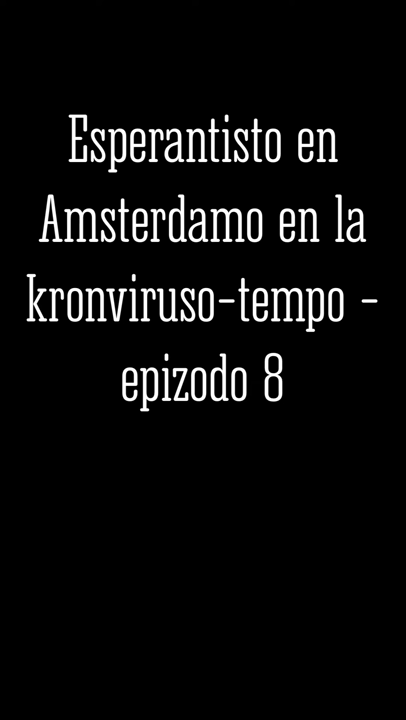 Esperantisto en
Amsterdamo en la
kronviruso-tempo -
epizodo 8